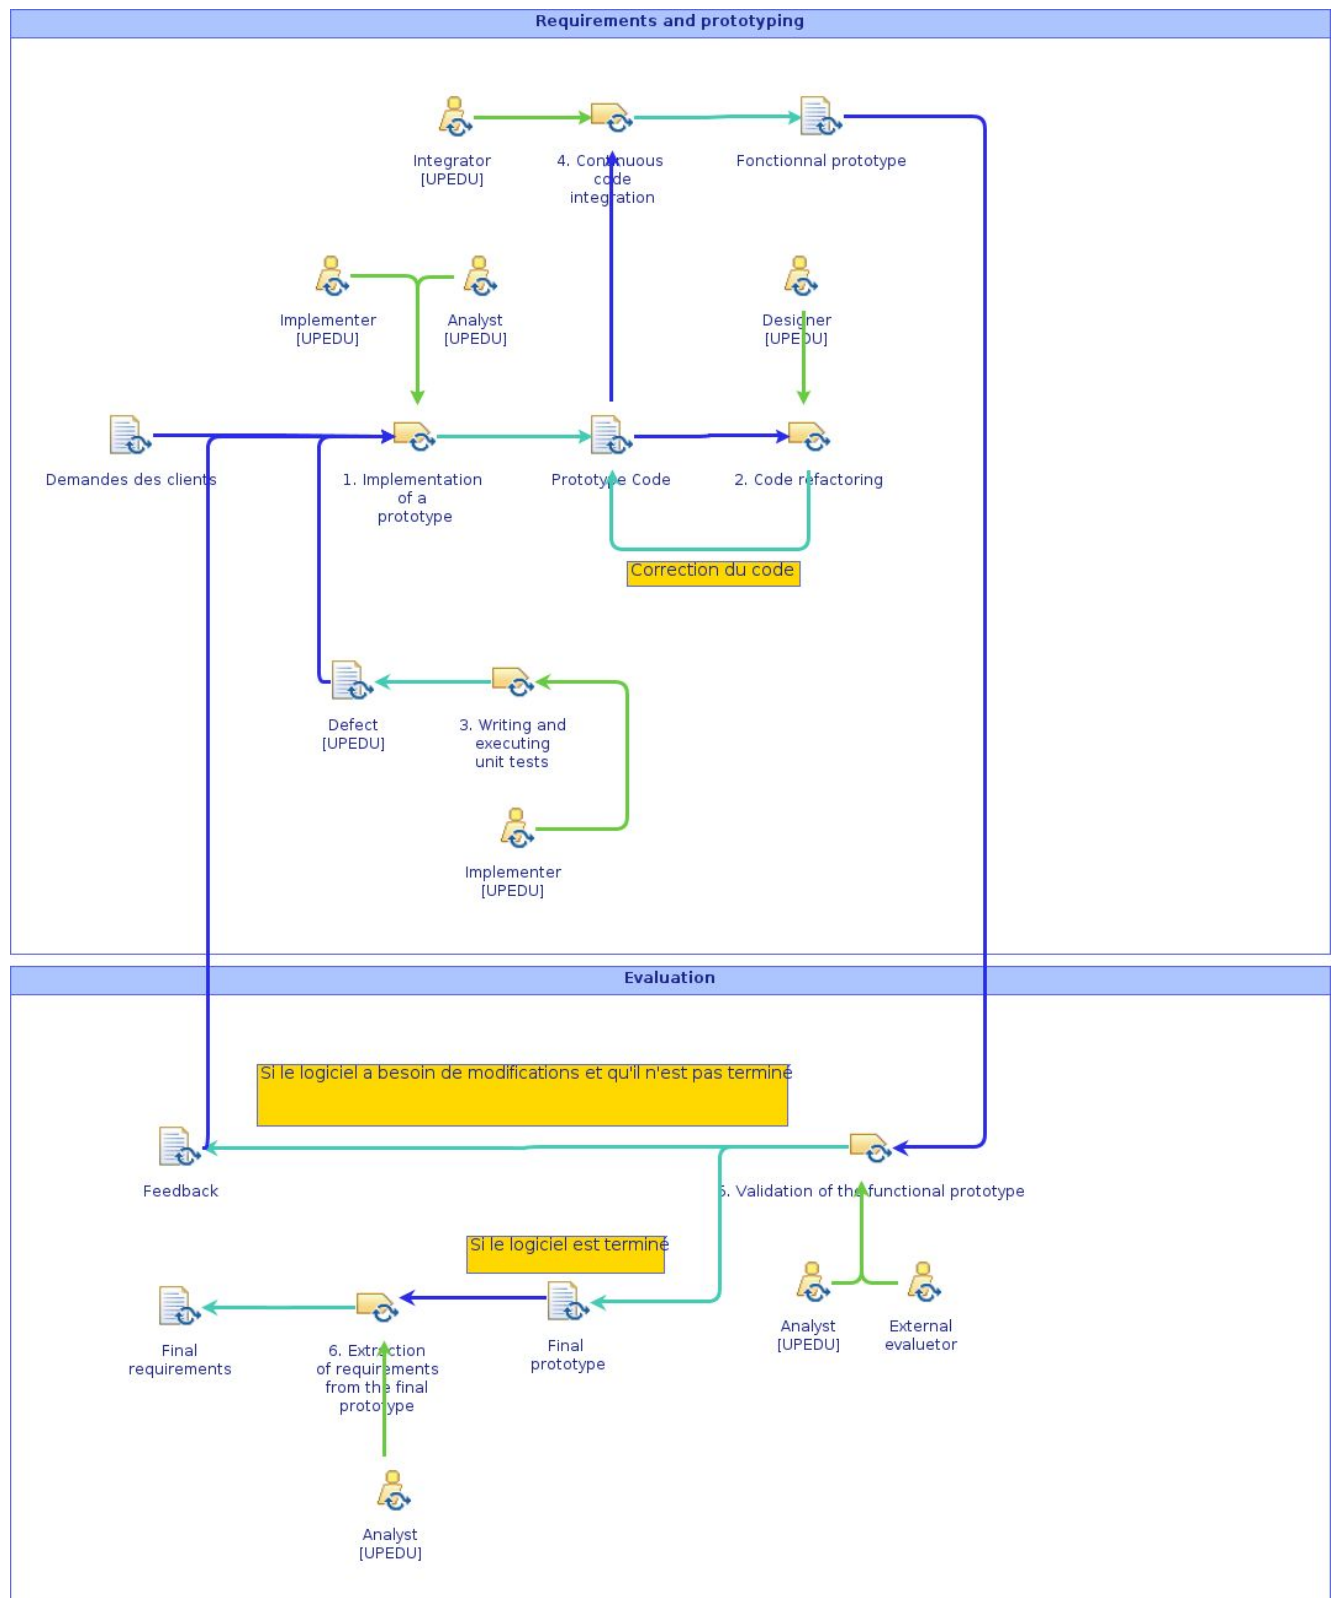 Requirements and prototyping
Integrator
[UPEDU]
4. Continuous
code
integration
Fonctionnal prototype
Implementer
[UPEDU]
Analyst
[UPEDU]
Designer
[UPEDU]
Demandes des clients
1. Implementation
of a
prototype
Prototype Code
2. Code refactoring
Correction du code
Defect
[UPEDU]
3. Writing and
executing
unit tests
Implementer
[UPEDU]
Evaluation
Si le logiciel a besoin de modifications et qu'il n'est pas terminé
Feedback
5. Validation of the functional prototype
Si le logiciel est terminé
Final
requirements
6. Extraction
of requirements
from the final
prototype
Final
prototype
Analyst
[UPEDU]
External
evaluetor
Analyst
[UPEDU]